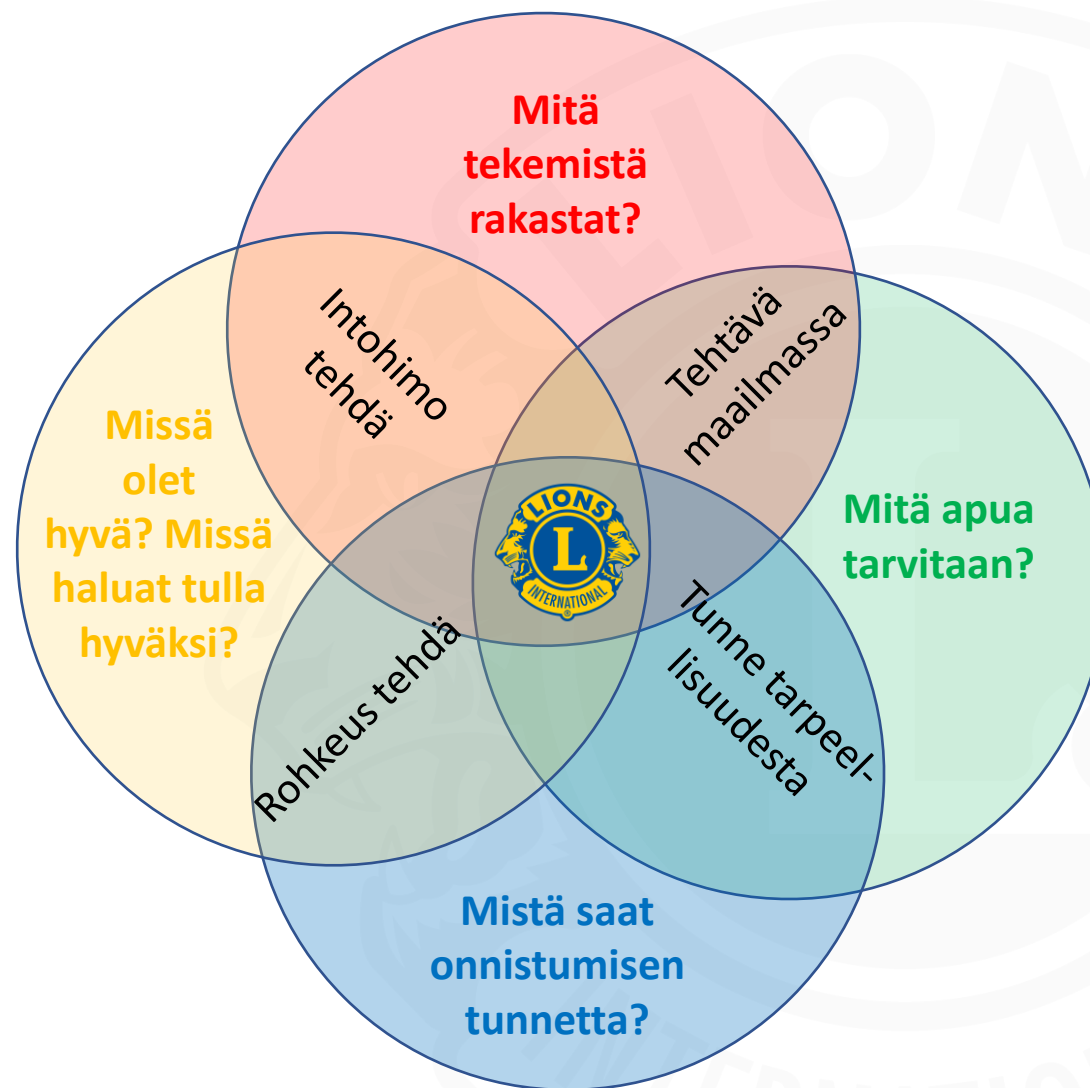 Mitä
tekemistä
rakastat?
Intohimo
tehdä
Tehtävä
maailmassa
Missä
olet
hyvä? Missä
haluat tulla
hyväksi?
Mitä apua
tarvitaan?
LIONS
L
INTERNATIONAL
®
Rohkeus tehdä
Tunne tarpeel-
lisuudesta
Mistä saat
onnistumisen
tunnetta?